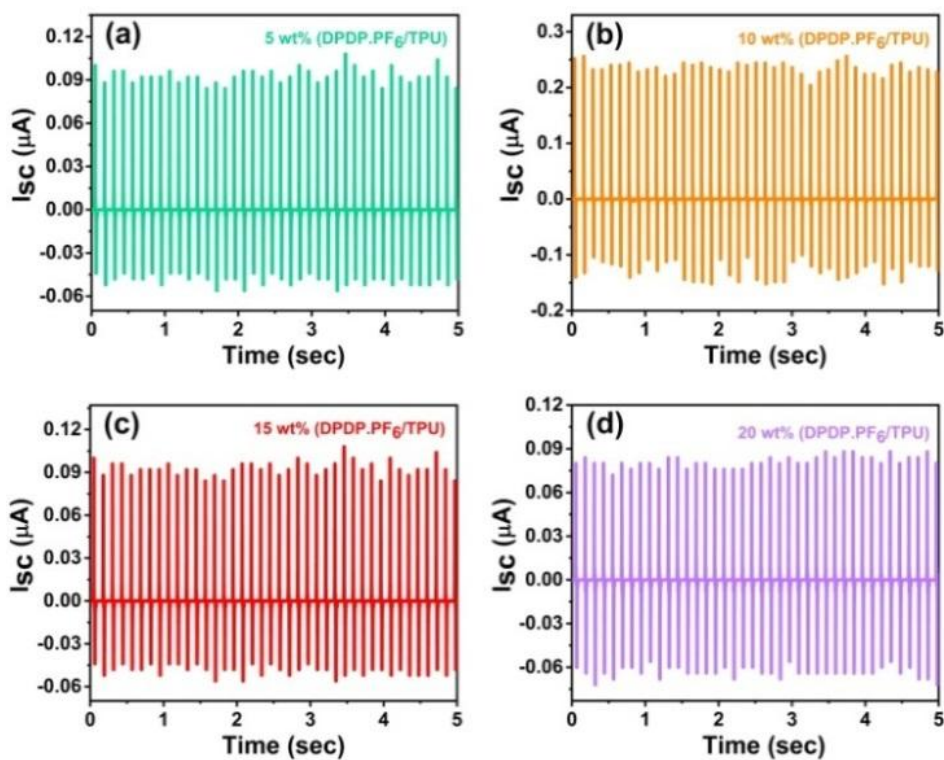 (a)
5 wt% (DPDP.PF6/TPU)
0.12
0.09
0.06
0.03
0.00
-0.03
-0.06
ISC (μA)
0 1 2 3 4 5
Time (sec)
(b)
10 wt% (DPDP.PF6/TPU)
0.3
0.2
0.1
0.0
-0.1
-0.2
ISC (μA)
0 1 2 3 4 5
Time (sec)
(c)
15 wt% (DPDP.PF6/TPU)
0.12
0.09
0.06
0.03
0.00
-0.03
-0.06
ISC (μA)
0 1 2 3 4 5
Time (sec)
(d)
20 wt% (DPDP.PF6/TPU)
0.12
0.09
0.06
0.03
0.00
-0.03
-0.06
ISC (μA)
0 1 2 3 4 5
Time (sec)